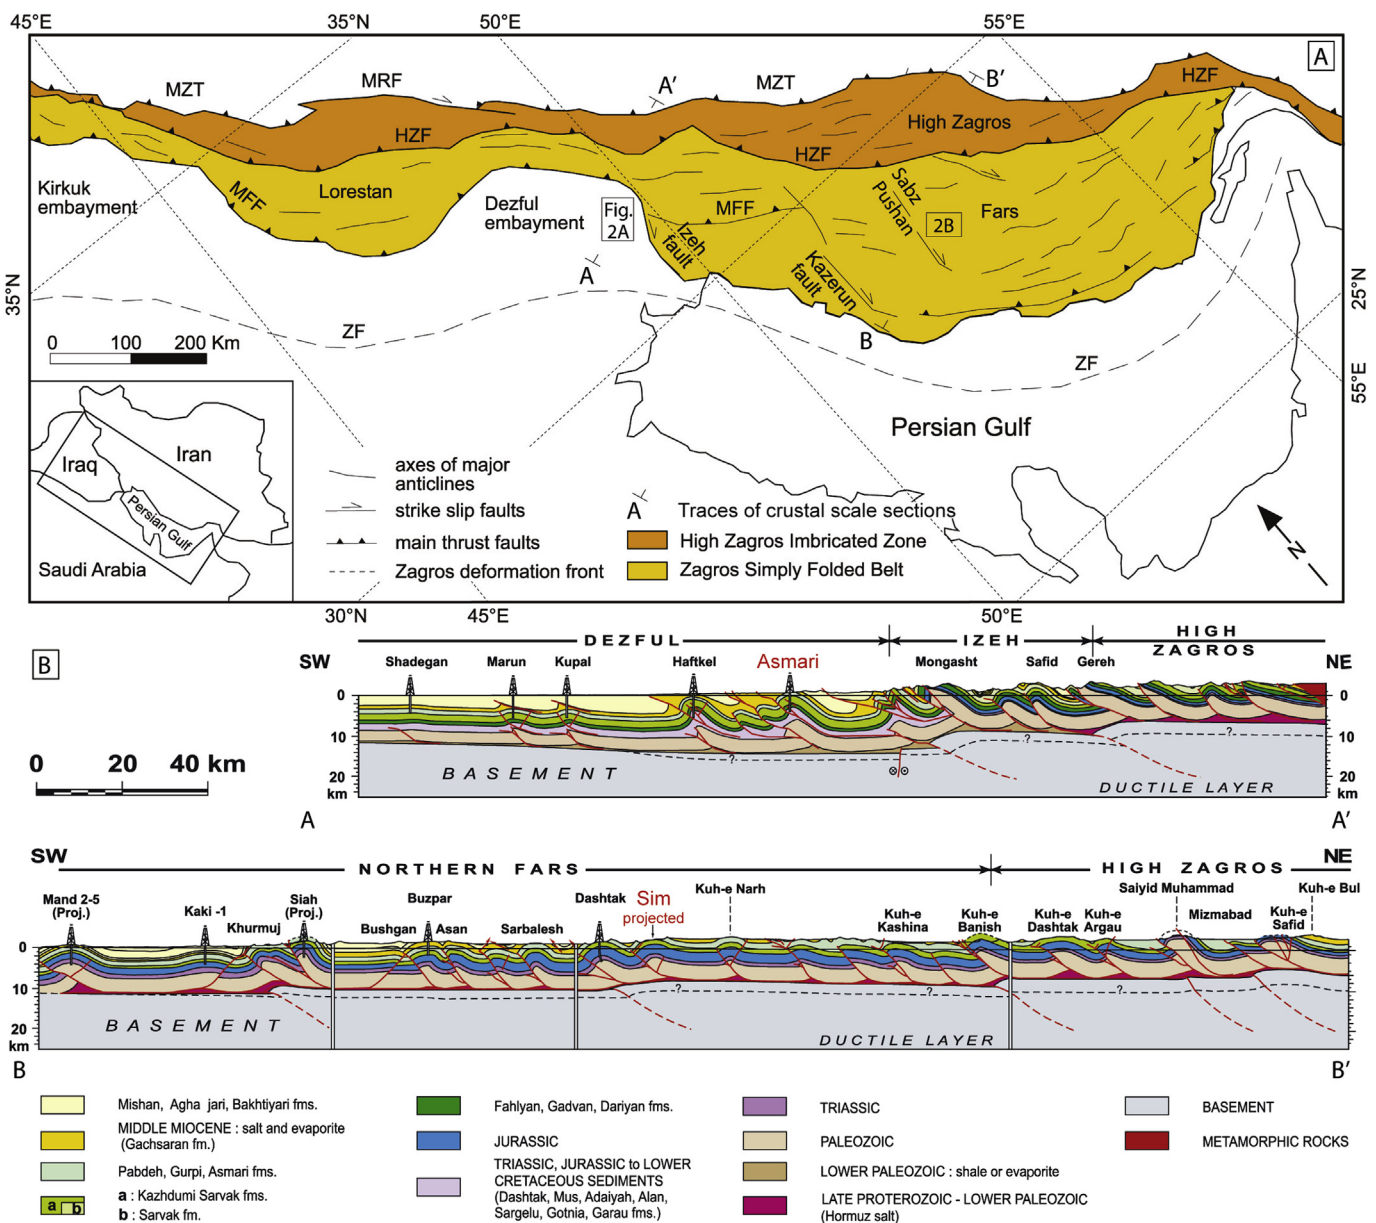 45°E 35°N 50°E 55°E
A
MZT MRF A' MZT B' HZF
HZF HZF High Zagros
Kirkuk
embayment
MFF
Lorestan
Dezful
embayment
Fig.
2A
MFF
Izeh
fault
Sabz
Pushan
2B
Fars
Kazerun
fault
A
B
35°N
25°N
55°E
ZF
ZF
0 100 200 Km
Persian Gulf
Iraq
Iran
Persian Gulf
Saudi Arabia
axes of major
anticlines
strike slip faults
main thrust faults
Zagros deformation front
A Traces of crustal scale sections
High Zagros Imbricated Zone
Zagros Simply Folded Belt
N
30°N 45°E 50°E
B
DEZFUL IZEH HIGH
ZAGROS
SW NE
Shadegan Marun Kupal Haftkel Asmari Mongasht Safid Gereh
0 0
10 10
20 20
km km
? ? ?
BASEMENT
DUCTILE LAYER
0 20 40 km
A A'
SW NE
NORTHERN FARS HIGH ZAGROS
Mand 2-5
(Proj.)
Kaki -1
Khurmuj
Siah
(Proj.)
Bushgan
Buzpar
Asan
Sarbalesh
Dashtak
Sim
projected
Kuh-e Narh
Kuh-e
Kashina
Kuh-e
Banish
Kuh-e
Dashtak
Kuh-e
Argau
Saiyid Muhammad
Mizmabad
Kuh-e
Safid
Kuh-e Bul
0 0
10 10
20 20
km km
? ? ?
BASEMENT
DUCTILE LAYER
B B'
Mishan, Agha jari, Bakhtiyari fms.
MIDDLE MIOCENE : salt and evaporite
(Gachsaran fm.)
Pabdeh, Gurpi, Asmari fms.
a b
a : Kazhdumi Sarvak fms.
b : Sarvak fm.
Fahlyan, Gadvan, Dariyan fms.
JURASSIC
TRIASSIC, JURASSIC to LOWER
CRETACEOUS SEDIMENTS
(Dashtak, Mus, Adaiyah, Alan,
Sargelu, Gotnia, Garau fms.)
TRIASSIC
PALEOZOIC
LOWER PALEOZOIC : shale or evaporite
LATE PROTEROZOIC - LOWER PALEOZOIC
(Hormuz salt)
BASEMENT
METAMORPHIC ROCKS